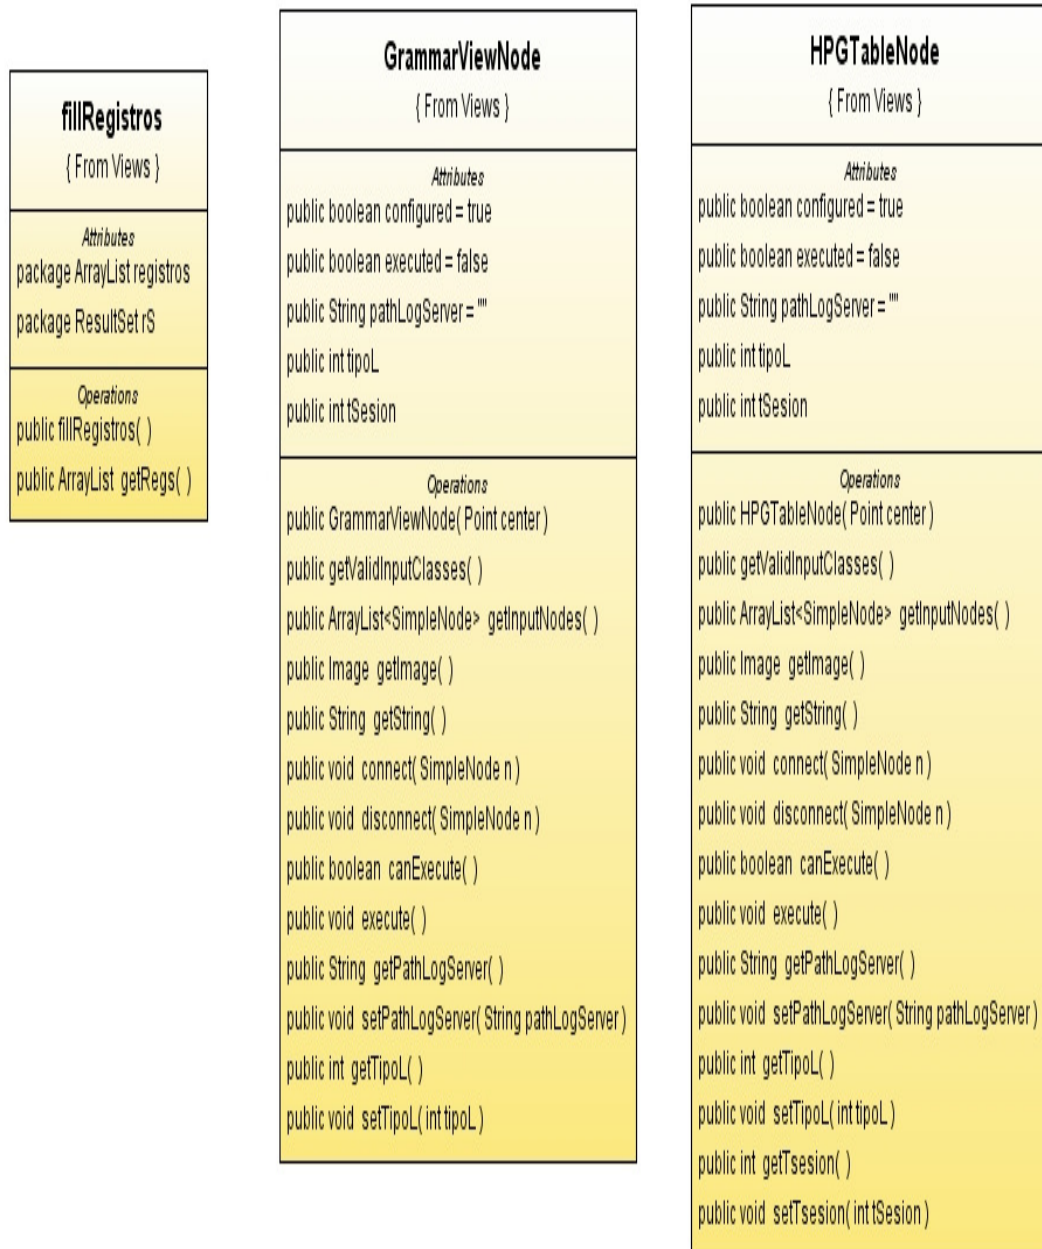 fillRegistros
{ From Views }
Attributes
package ArrayList registros
package ResultSet rS
Operations
public fillRegistros( )
public ArrayList getRegs( )
GrammarViewNode
{ From Views }
Attributes
public boolean configured = true
public boolean executed = false
public String pathLogServer = ""
public int tipoL
public int tSesion
Operations
public GrammarViewNode( Point center )
public getValidInputClasses( )
public ArrayList<SimpleNode> getInputNodes( )
public Image getImage( )
public String getString( )
public void connect( SimpleNode n )
public void disconnect( SimpleNode n )
public boolean canExecute( )
public void execute( )
public String getPathLogServer( )
public void setPathLogServer( String pathLogServer )
public int getTipoL( )
public void setTipoL( int tipoL )
HPGTableNode
{ From Views }
Attributes
public boolean configured = true
public boolean executed = false
public String pathLogServer = ""
public int tipoL
public int tSesion
Operations
public HPGTableNode( Point center )
public getValidInputClasses( )
public ArrayList<SimpleNode> getInputNodes( )
public Image getImage( )
public String getString( )
public void connect( SimpleNode n )
public void disconnect( SimpleNode n )
public boolean canExecute( )
public void execute( )
public String getPathLogServer( )
public void setPathLogServer( String pathLogServer )
public int getTipoL( )
public void setTipoL( int tipoL )
public int getTsesion( )
public void setTsesion( int tSesion )